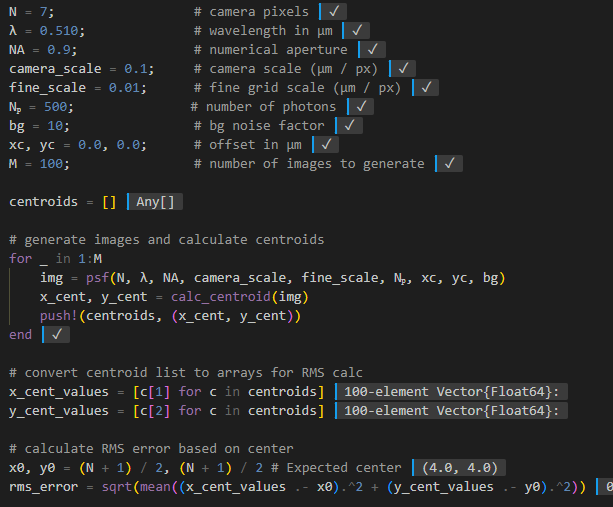 N = 7; # camera pixels ✓
λ = 0.510; # wavelength in μm ✓
NA = 0.9; # numerical aperture ✓
camera_scale = 0.1; # camera scale (μm / px) ✓
fine_scale = 0.01; # fine grid scale (μm / px) ✓
Nₚ = 500; # number of photons ✓
bg = 10; # bg noise factor ✓
xc, yc = 0.0, 0.0; # offset in μm ✓
M = 100; # number of images to generate ✓
centroids = [] Any[]
# generate images and calculate centroids
for _ in 1:M
img = psf(N, λ, NA, camera_scale, fine_scale, Nₚ, xc, yc, bg)
x_cent, y_cent = calc_centroid(img)
push!(centroids, (x_cent, y_cent))
end ✓
# convert centroid list to arrays for RMS calc
x_cent_values = [c[1] for c in centroids] 100-element Vector{Float64}:
y_cent_values = [c[2] for c in centroids] 100-element Vector{Float64}:
# calculate RMS error based on center
x0, y0 = (N + 1) / 2, (N + 1) / 2 # Expected center (4.0, 4.0)
rms_error = sqrt(mean((x_cent_values .- x0).^2 + (y_cent_values .- y0).^2)) 0